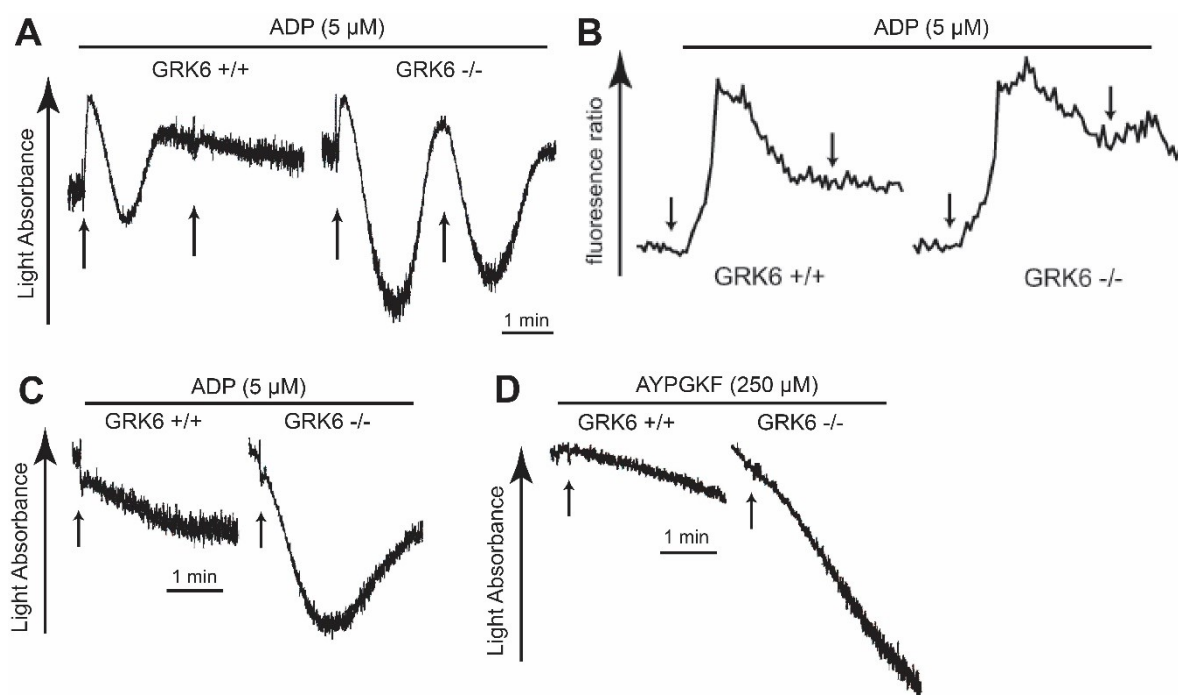 A
ADP (5 µM)
GRK6 +/+
GRK6 -/-
Light Absorbance
1 min
B
ADP (5 µM)
fluoresence ratio
GRK6 +/+
GRK6 -/-
C
ADP (5 µM)
GRK6 +/+
GRK6 -/-
Light Absorbance
1 min
D
AYPGKF (250 µM)
GRK6 +/+
GRK6 -/-
Light Absorbance
1 min